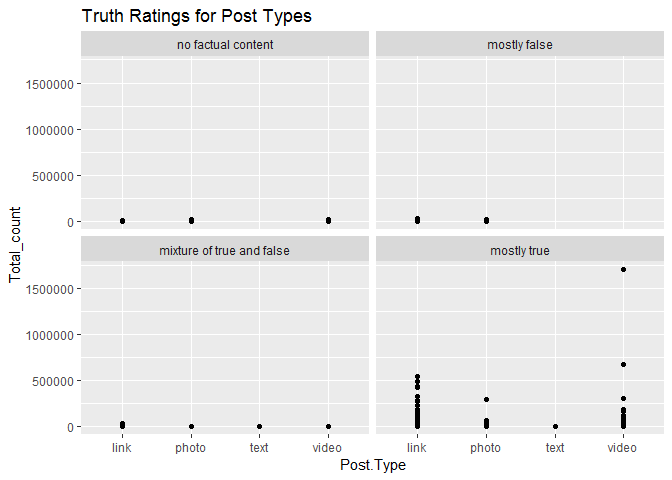 Truth Ratings for Post Types
no factual content
mostly false
1500000
1000000
500000
0
mixture of true and false
mostly true
1500000
1000000
500000
0
link
photo
text
video
link
photo
text
video
Post.Type
Total_count